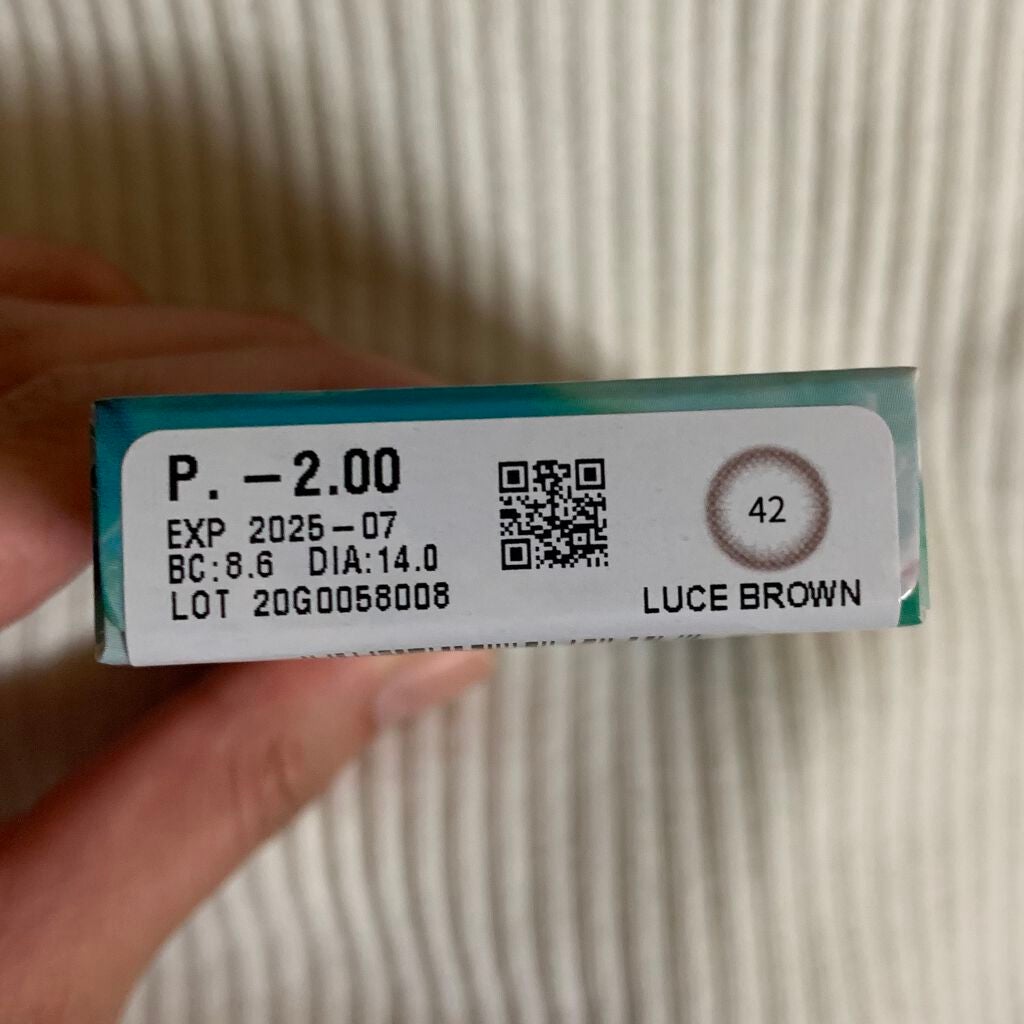 P. -2.00
EXP 2025-07
BC:8.6 DIA:14.0
LOT 20G0058008
42
LUCE BROWN